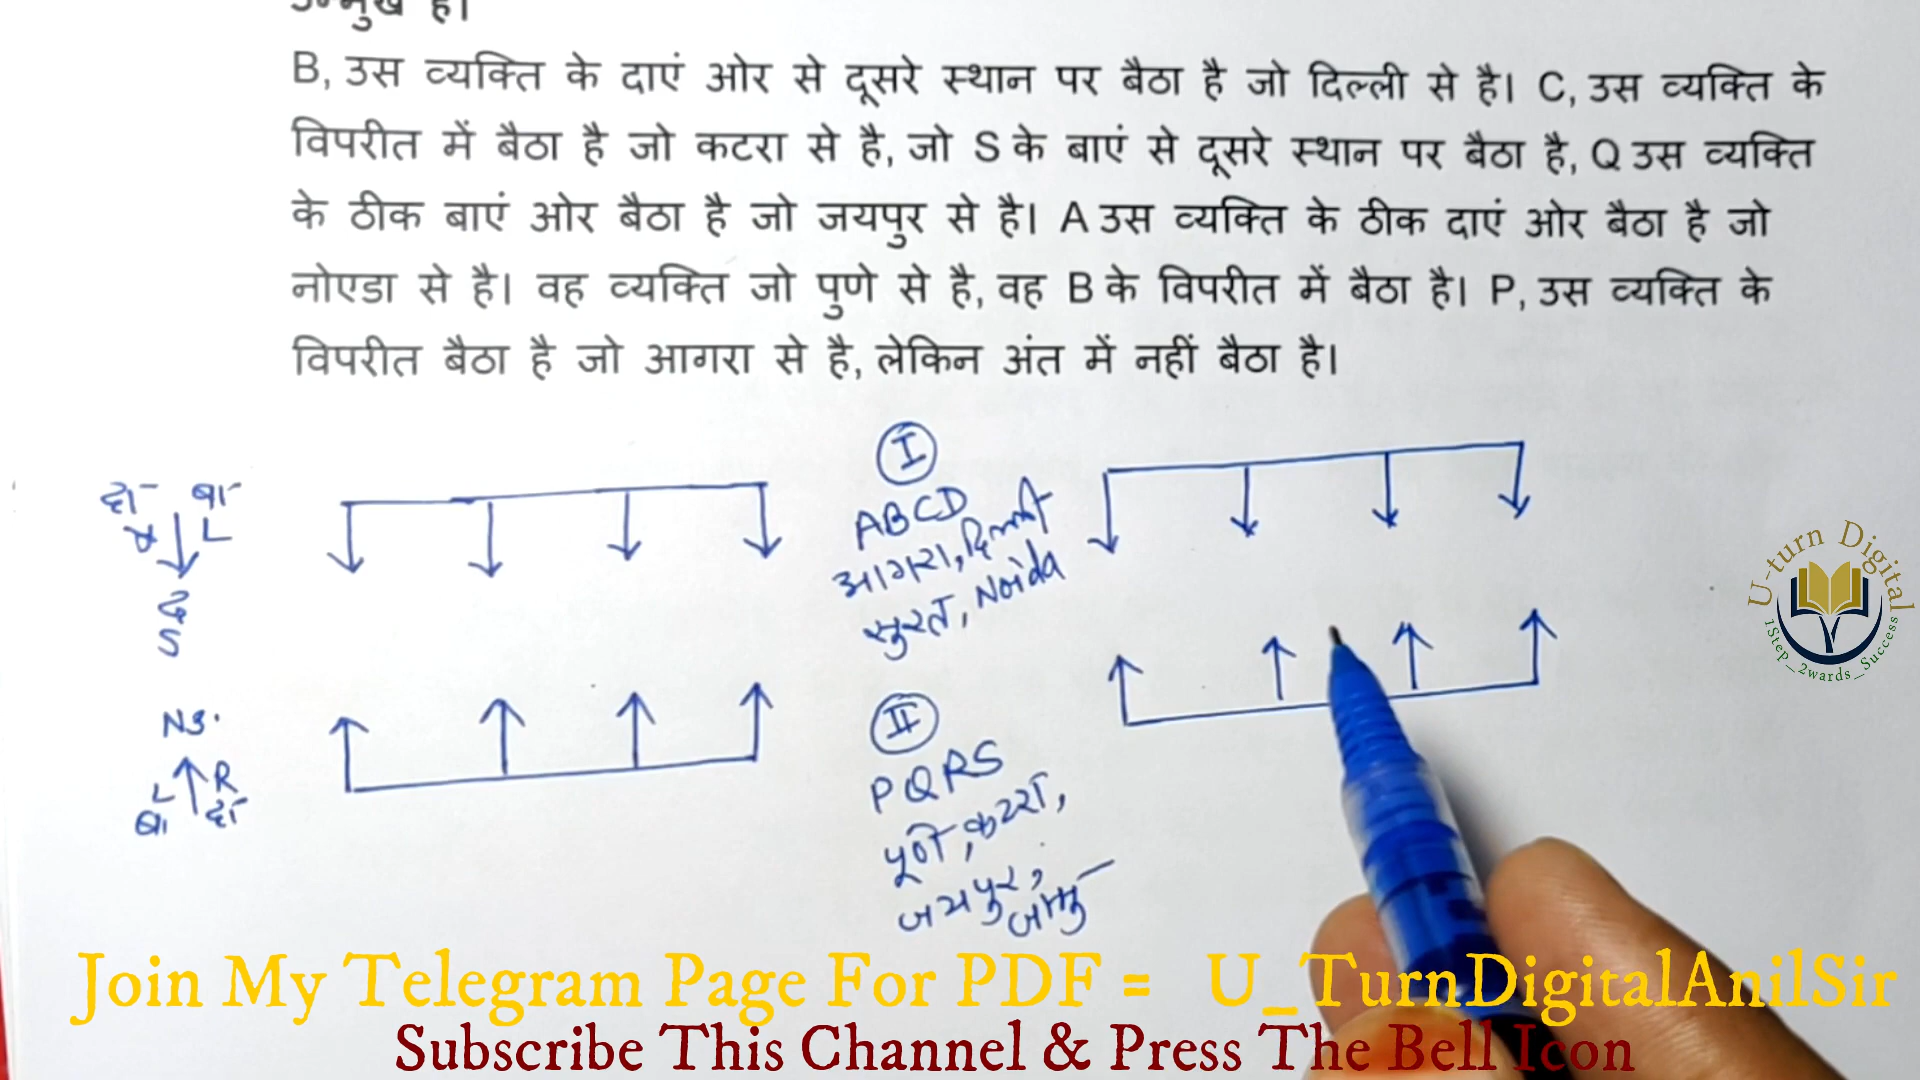 उन्मुख है।
B, उस व्यक्ति के दाएं ओर से दूसरे स्थान पर बैठा है जो दिल्ली से है। C, उस व्यक्ति के
विपरीत में बैठा है जो कटरा से है, जो S के बाएं से दूसरे स्थान पर बैठा है, Q उस व्यक्ति
के ठीक बाएं ओर बैठा है जो जयपुर से है। A उस व्यक्ति के ठीक दाएं ओर बैठा है जो
नोएडा से है। वह व्यक्ति जो पुणे से है, वह B के विपरीत में बैठा है। P, उस व्यक्ति के
विपरीत बैठा है जो आगरा से है, लेकिन अंत में नहीं बैठा है।
दा बा
L
द
S
I
ABCD
आगरा, दिल्ली
सुरत, Noida
L R
बा दा
II
PQRS
पूणे, कटरा,
जयपुर, जम्मु
U-turn Digital
1Step_2wards_Success
Join My Telegram Page For PDF = U_TurnDigitalAnilSir
Subscribe This Channel & Press The Bell Icon